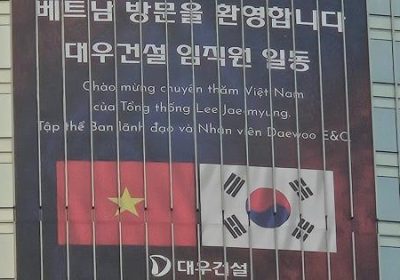 베트남 방문을 환영합니다
대우건설 임직원 일동
Chào mừng chuyến thăm Việt Nam
của Tổng thống Lee Jae-myung.
Tập thể Ban lãnh đạo và Nhân viên Daewoo E&C
대우건설